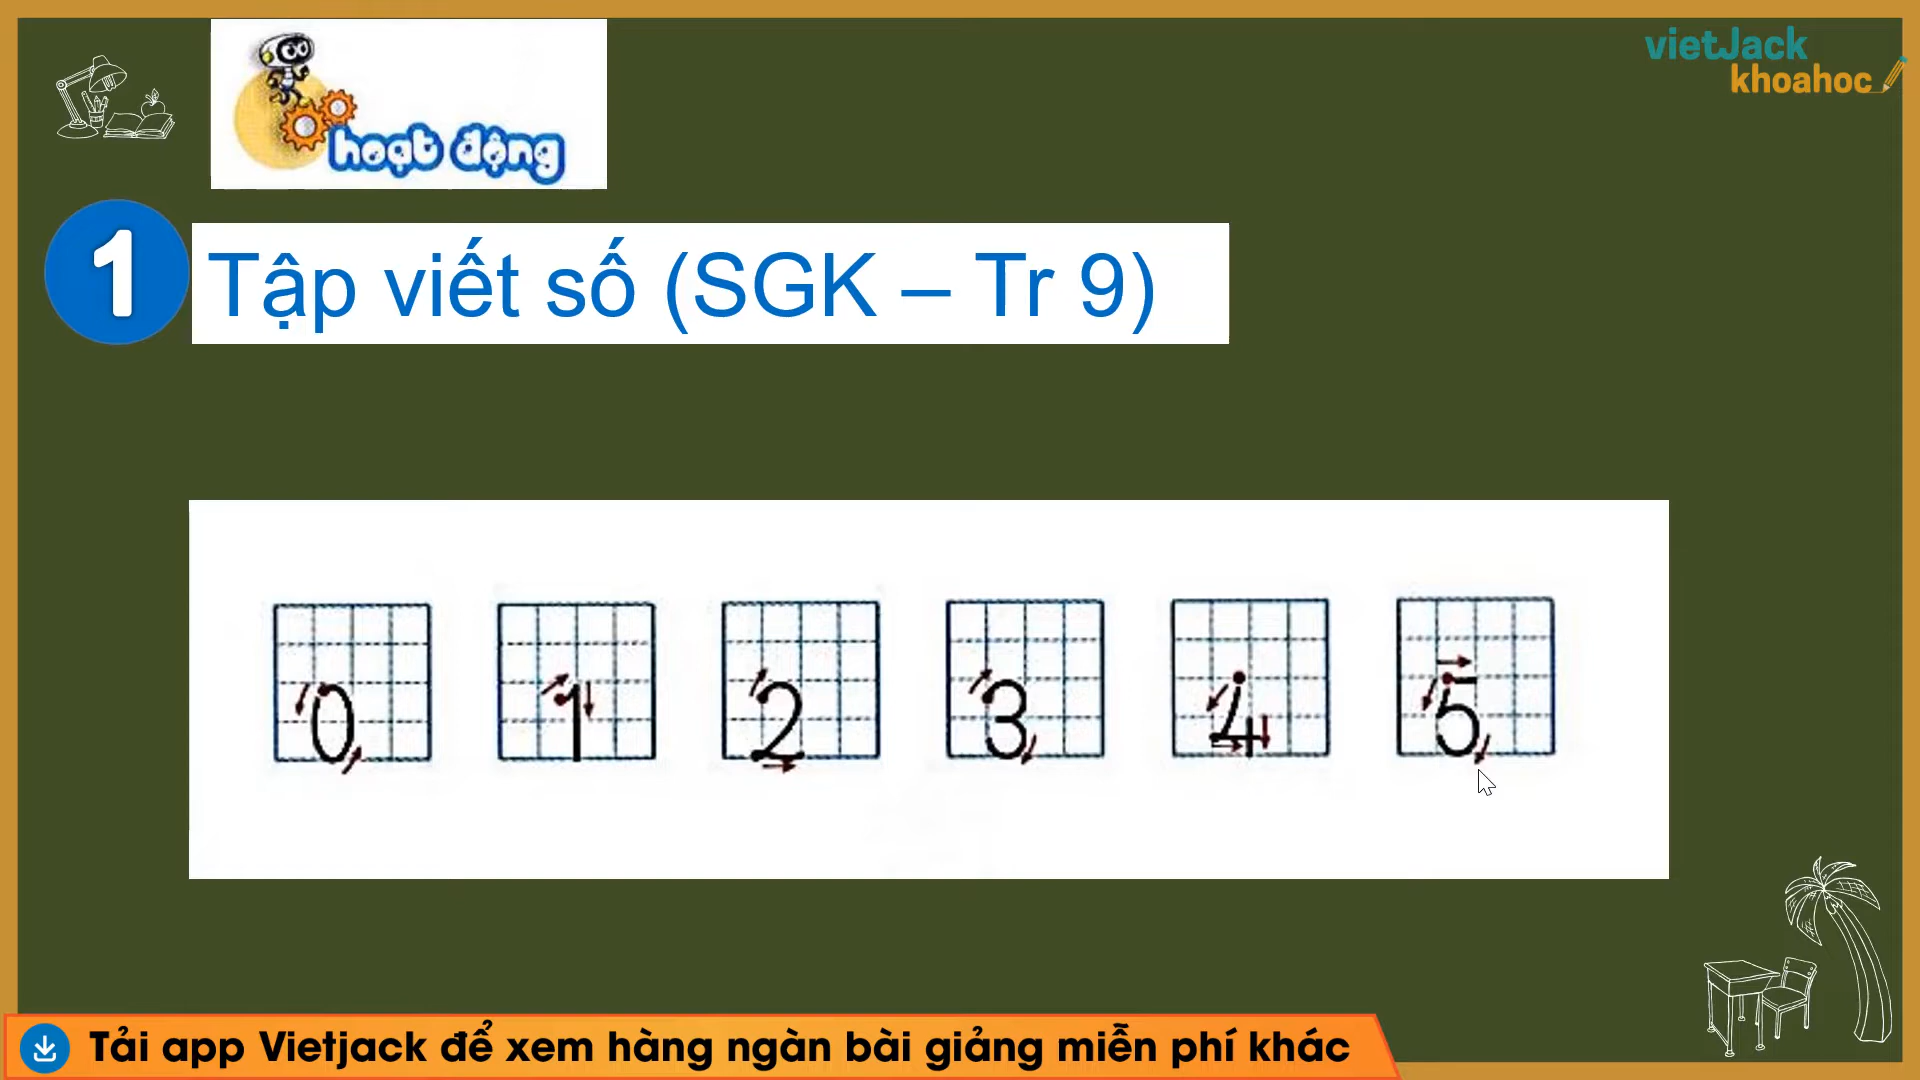 vietJack
khoahoc
hoạt động
1
Tập viết số (SGK – Tr 9)
0 1 2 3 4 5
Tải app Vietjack để xem hàng ngàn bài giảng miễn phí khác